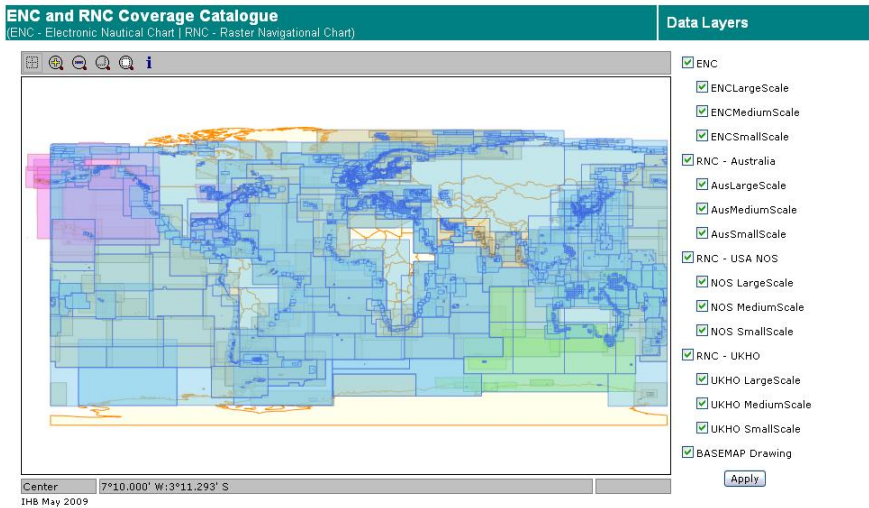 ENC and RNC Coverage Catalogue
(ENC - Electronic Nautical Chart | RNC - Raster Navigational Chart)
Data Layers
i
ENC
ENCLargeScale
ENCMediumScale
ENCSmallScale
RNC - Australia
AusLargeScale
AusMediumScale
AusSmallScale
RNC - USA NOS
NOS LargeScale
NOS MediumScale
NOS SmallScale
RNC - UKHO
UKHO LargeScale
UKHO MediumScale
UKHO SmallScale
BASEMAP Drawing
Apply
Center 7°10.000' W:3°11.293' S
IHB May 2009